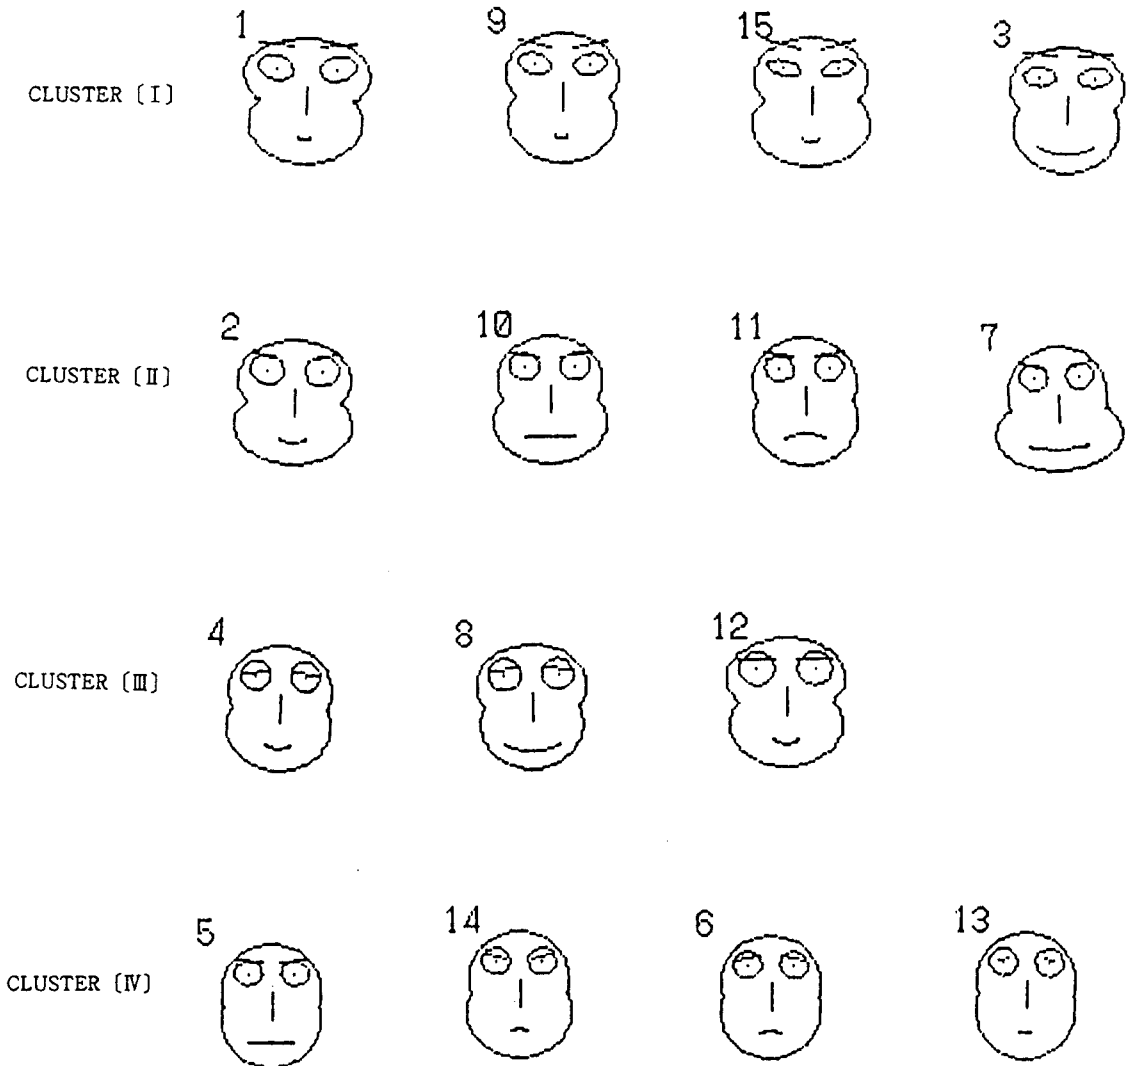 1 9 15 3
CLUSTER 〔Ⅰ〕
2 10 11 7
CLUSTER 〔Ⅱ〕
4 8 12
CLUSTER 〔Ⅲ〕
5 14 6 13
CLUSTER 〔Ⅳ〕